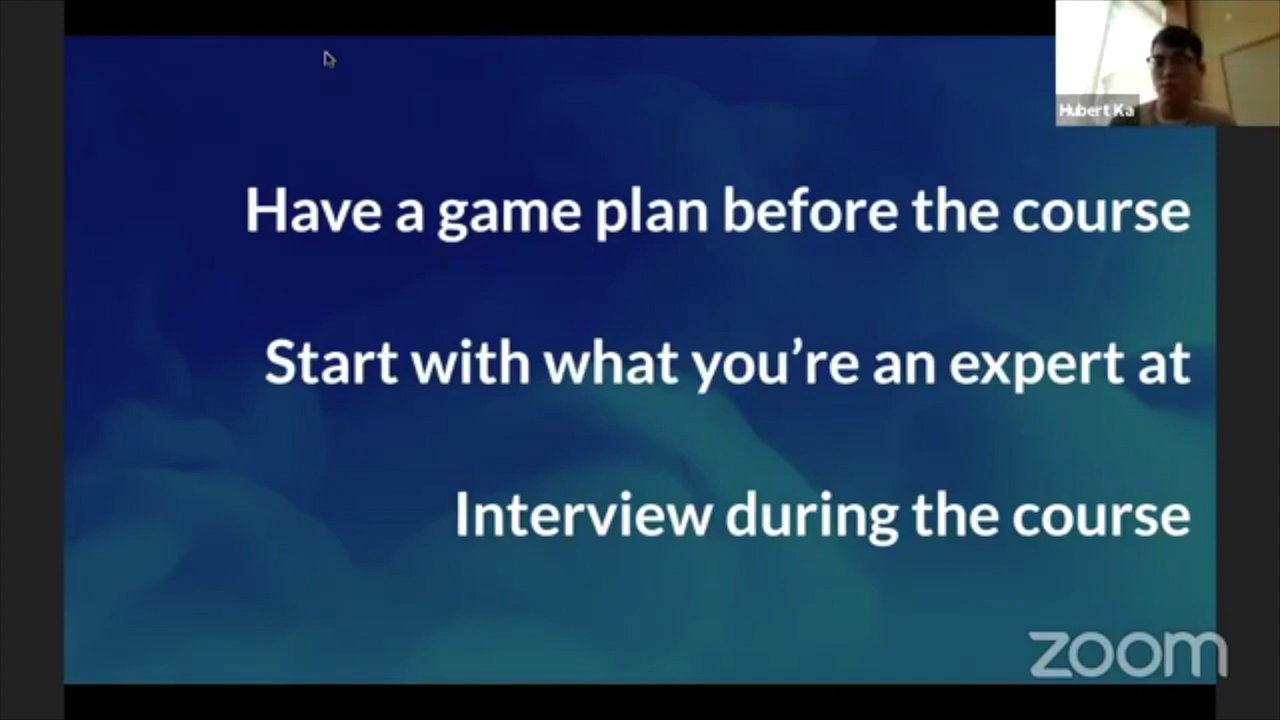 Hubert Ka
Have a game plan before the course
Start with what you’re an expert at
Interview during the course
zoom